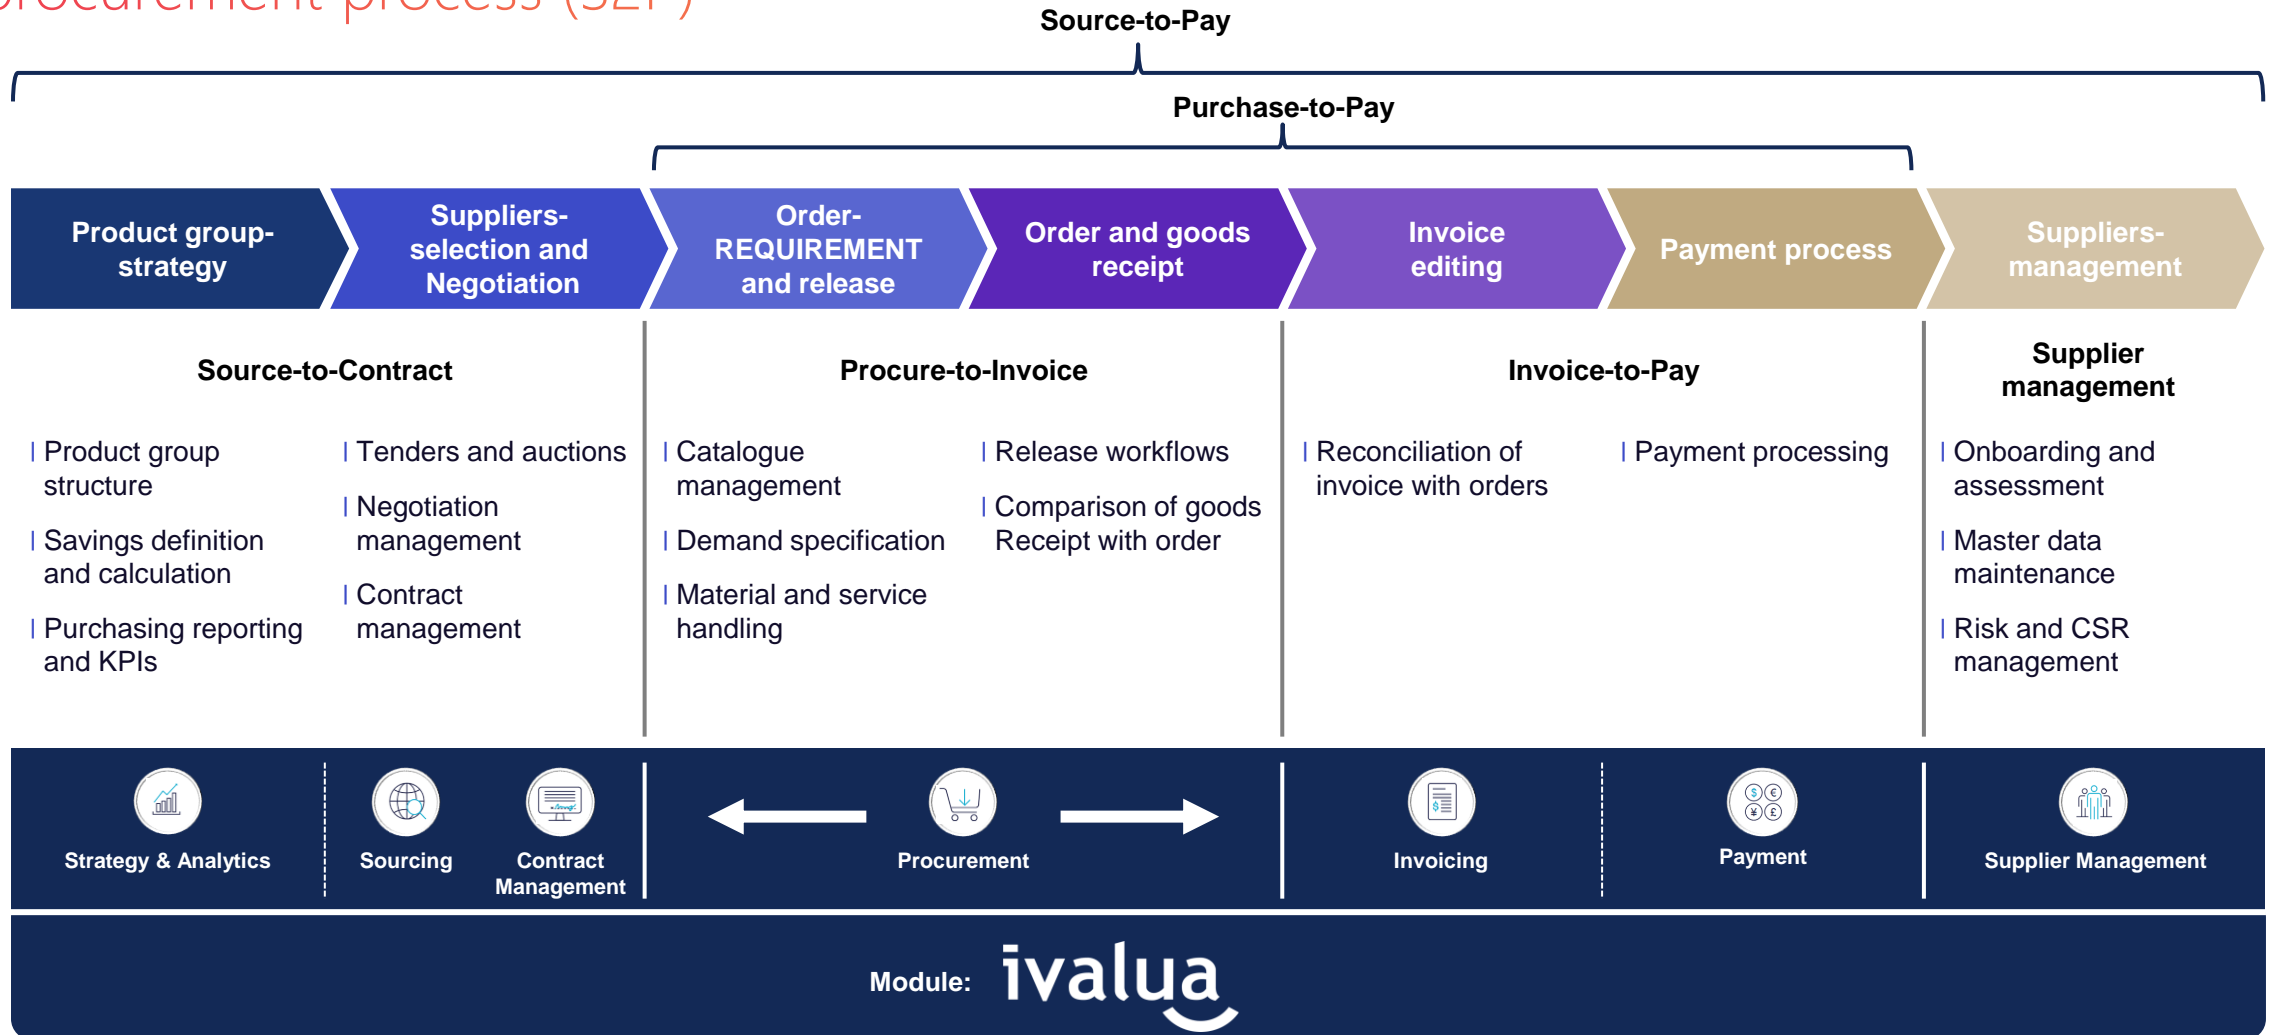 procurement process (S2P)
Source-to-Pay
Purchase-to-Pay
Product group-
strategy
Suppliers-
selection and
Negotiation
Order-
REQUIREMENT
and release
Order and goods
receipt
Invoice
editing
Payment process
Suppliers-
management
Source-to-Contract
Procure-to-Invoice
Invoice-to-Pay
Supplier
management
Product group
structure
Savings definition
and calculation
Purchasing reporting
and KPIs
Tenders and auctions
Negotiation
management
Contract
management
Catalogue
management
Demand specification
Material and service
handling
Release workflows
Comparison of goods
Receipt with order
Reconciliation of
invoice with orders
Payment processing
Onboarding and
assessment
Master data
maintenance
Risk and CSR
management
Strategy & Analytics
Sourcing
Contract
Management
Procurement
Invoicing
Payment
Supplier Management
Module: ivalua